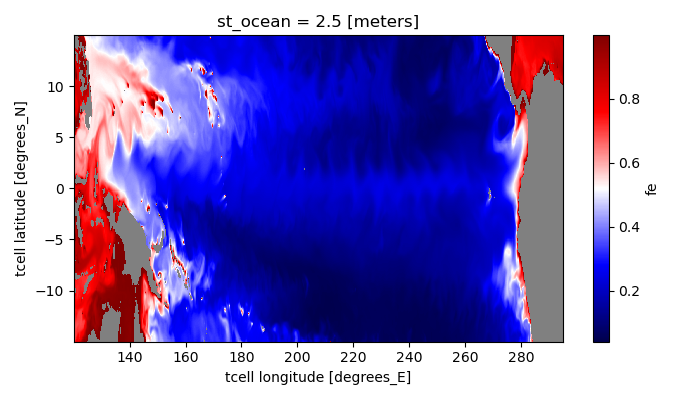 st_ocean = 2.5 [meters]
10
5
0
−5
−10
tcell latitude [degrees_N]
140 160 180 200 220 240 260 280
tcell longitude [degrees_E]
0.8
0.6
0.4
0.2
fe